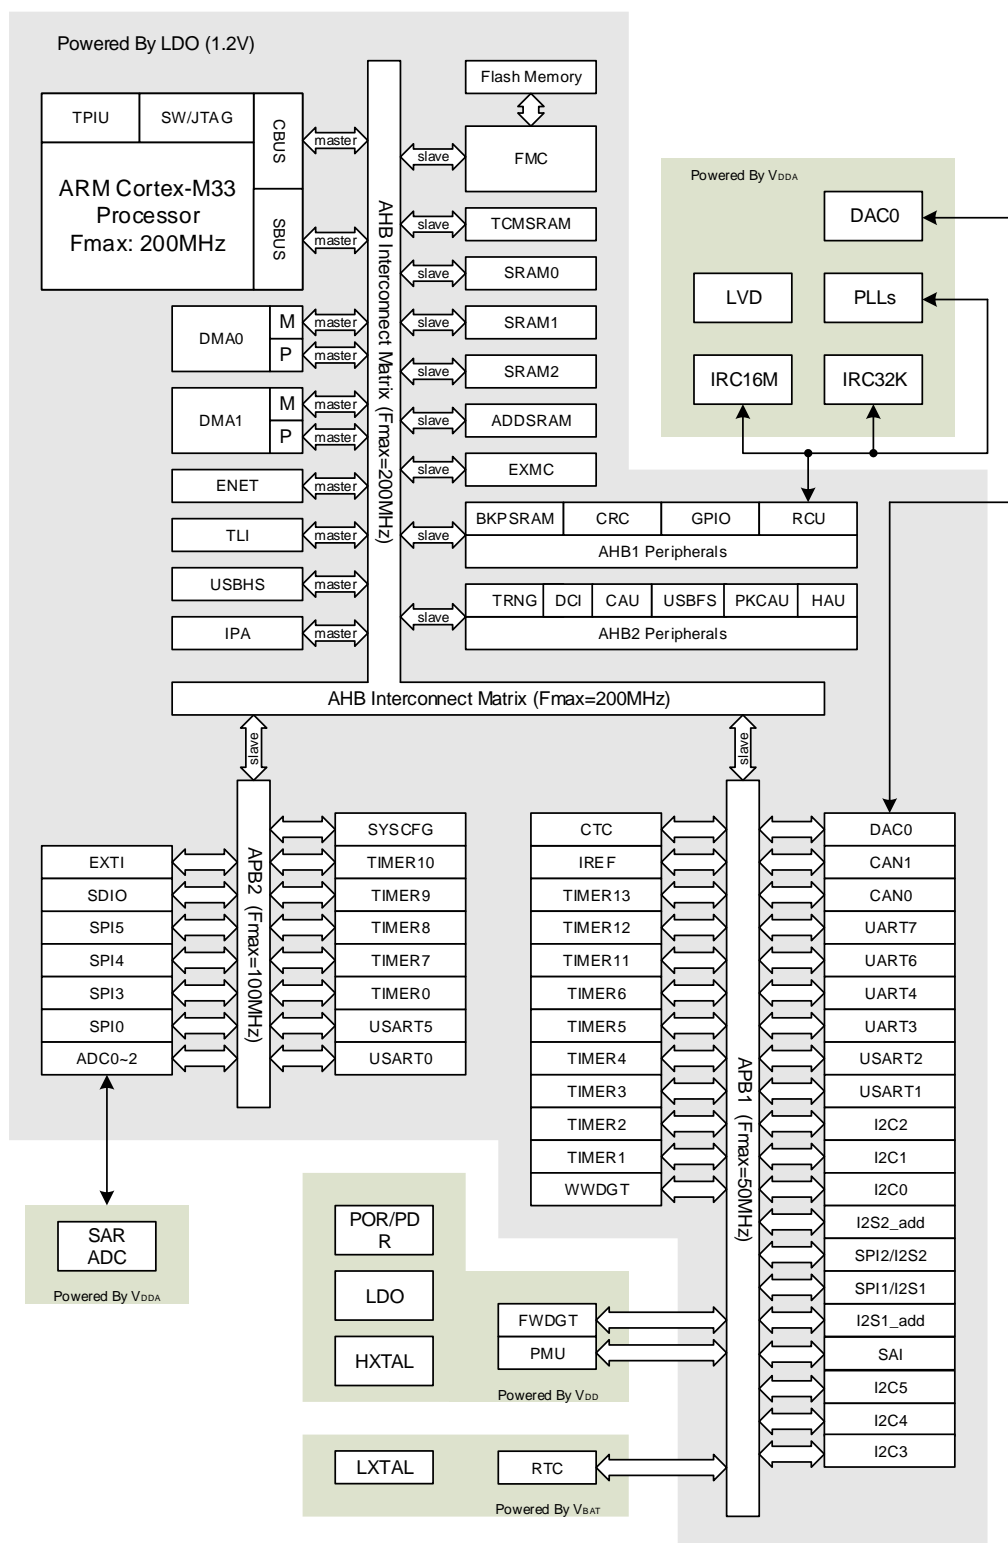 Powered By LDO (1.2V)
TPIU
SW/JTAG
CBUS
SBUS
ARM Cortex-M33
Processor
Fmax: 200MHz
master
master
DMA0
M
P
master
master
DMA1
M
P
master
master
ENET
master
TLI
master
USBHS
master
IPA
master
AHB Interconnect Matrix (Fmax=200MHz)
Flash Memory
slave
FMC
slave
TCMSRAM
slave
SRAM0
slave
SRAM1
slave
SRAM2
slave
ADDSRAM
slave
EXMC
slave
BKPSRAM
CRC
GPIO
RCU
AHB1 Peripherals
slave
TRNG
DCI
CAU
USBFS
PKCAU
HAU
AHB2 Peripherals
Powered By VDDA
DAC0
LVD
PLLs
IRC16M
IRC32K
AHB Interconnect Matrix (Fmax=200MHz)
slave
slave
EXTI
SDIO
SPI5
SPI4
SPI3
SPI0
ADC0~2
APB2 (Fmax=100MHz)
SYSCFG
TIMER10
TIMER9
TIMER8
TIMER7
TIMER0
USART5
USART0
CTC
IREF
TIMER13
TIMER12
TIMER11
TIMER6
TIMER5
TIMER4
TIMER3
TIMER2
TIMER1
WWDGT
APB1 (Fmax=50MHz)
DAC0
CAN1
CAN0
UART7
UART6
UART4
UART3
USART2
USART1
I2C2
I2C1
I2C0
I2S2_add
SPI2/I2S2
SPI1/I2S1
I2S1_add
SAI
I2C5
I2C4
I2C3
SAR
ADC
Powered By VDDA
POR/PD
R
LDO
HXTAL
FWDGT
PMU
Powered By VDD
LXTAL
RTC
Powered By VBAT